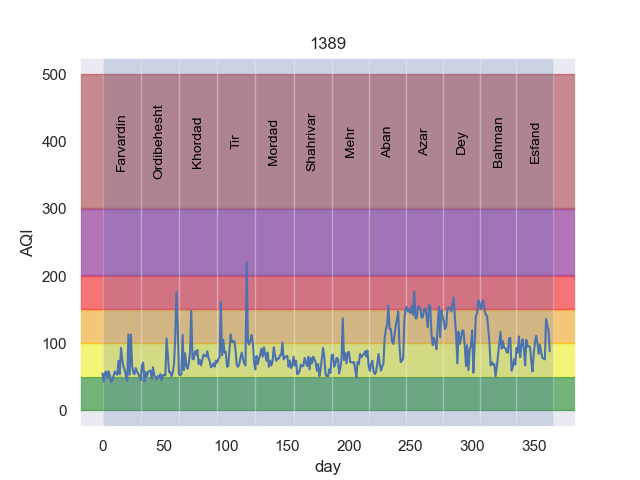 1389
AQI
500
400
300
200
100
0
Farvardin
Ordibehesht
Khordad
Tir
Mordad
Shahrivar
Mehr
Aban
Azar
Dey
Bahman
Esfand
0 50 100 150 200 250 300 350
day